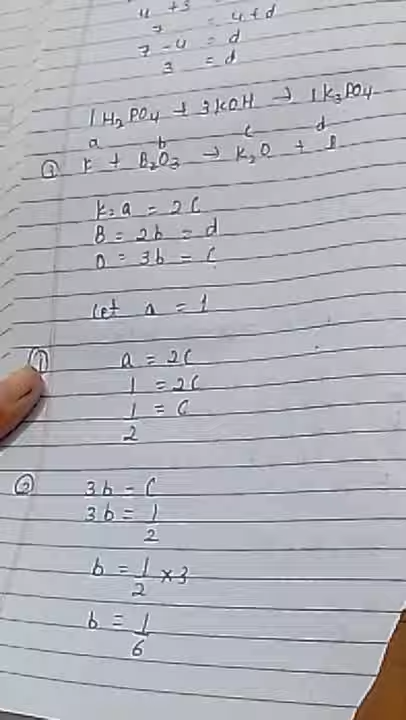 4 +3
7 = 4+d
7-4 = d
3 = d
1H2PO4 + 3KOH → 1K3PO4
a b c d
③ K + B2O3 → K2O + B
K = a = 2C
B = 2b = d
O = 3b = C
let a = 1
① a = 2C
1 = 2C
1/2 = C
② 3b = C
3b = 1/2
b = 1/2 × 3
b = 1/6